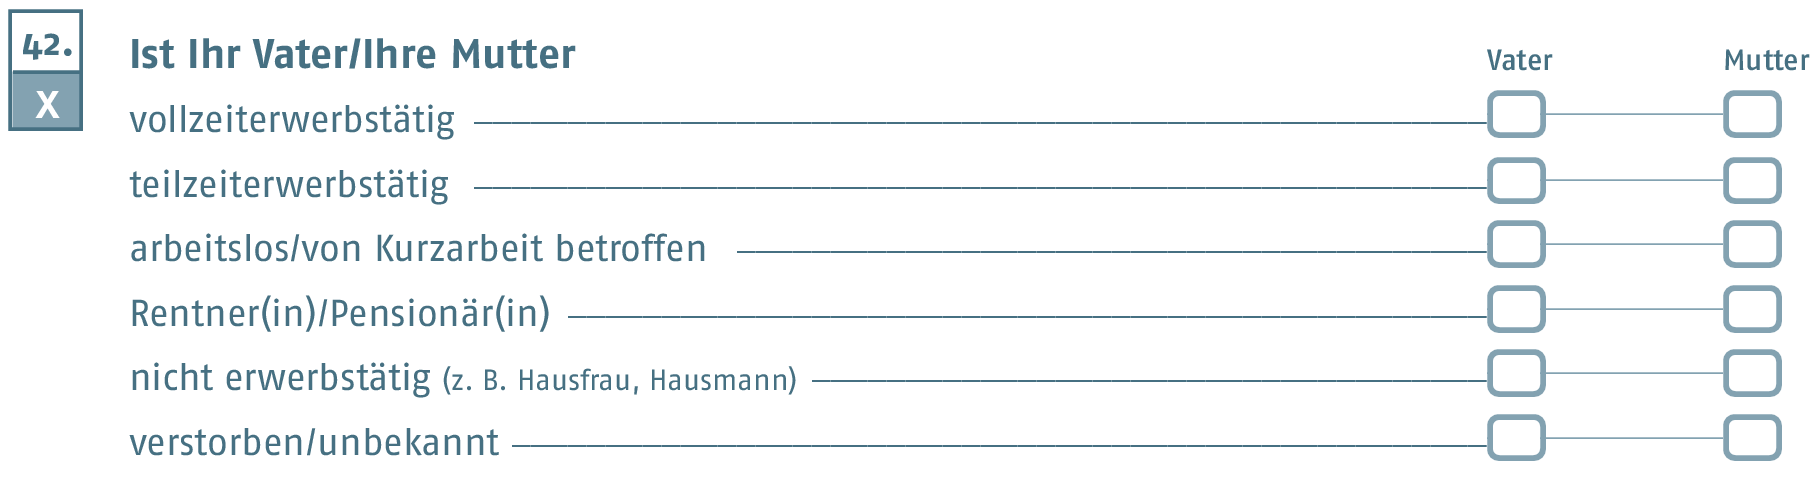 42.
X
Ist Ihr Vater/Ihre Mutter
Vater Mutter
vollzeiterwerbstätig
teilzeiterwerbstätig
arbeitslos/von Kurzarbeit betroffen
Rentner(in)/Pensionär(in)
nicht erwerbstätig (z. B. Hausfrau, Hausmann)
verstorben/unbekannt